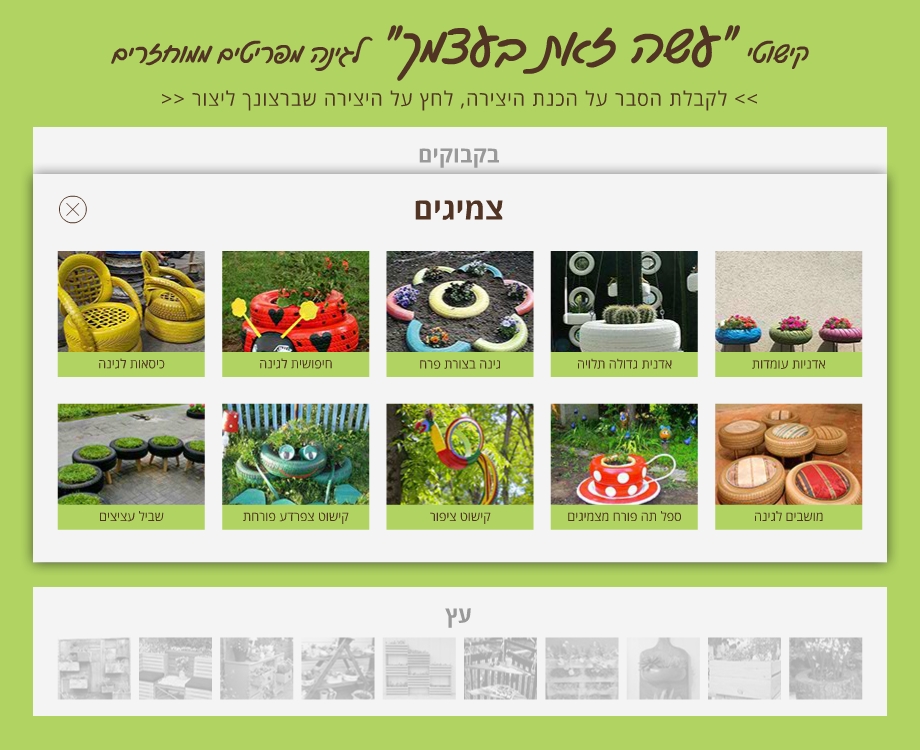 קישוטי "עשה זאת בעצמך" לגינה מפריטים ממוחזרים
>> לקבלת הסבר על הכנת היצירה, לחץ על היצירה שברצונך ליצור <<
בקבוקים
צמיגים
אדניות עומדות
אדנית גדולה תלויה
גינה בצורת פרח
חיפושית לגינה
כיסאות לגינה
מושבים לגינה
ספל תה פורח מצמיגים
קישוט ציפור
קישוט צפרדע פורחת
שביל עציצים
עץ